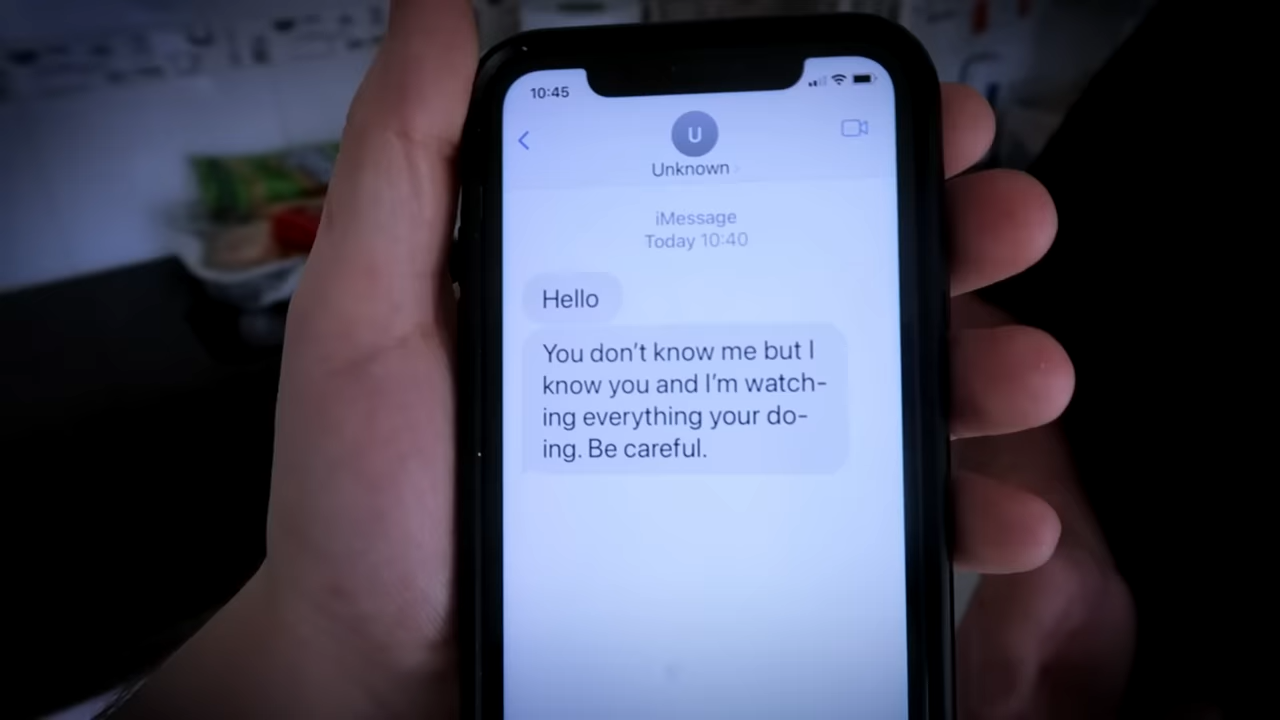 10:45
U
Unknown
iMessage
Today 10:40
Hello
You don't know me but I
know you and I'm watch-
ing everything your do-
ing. Be careful.